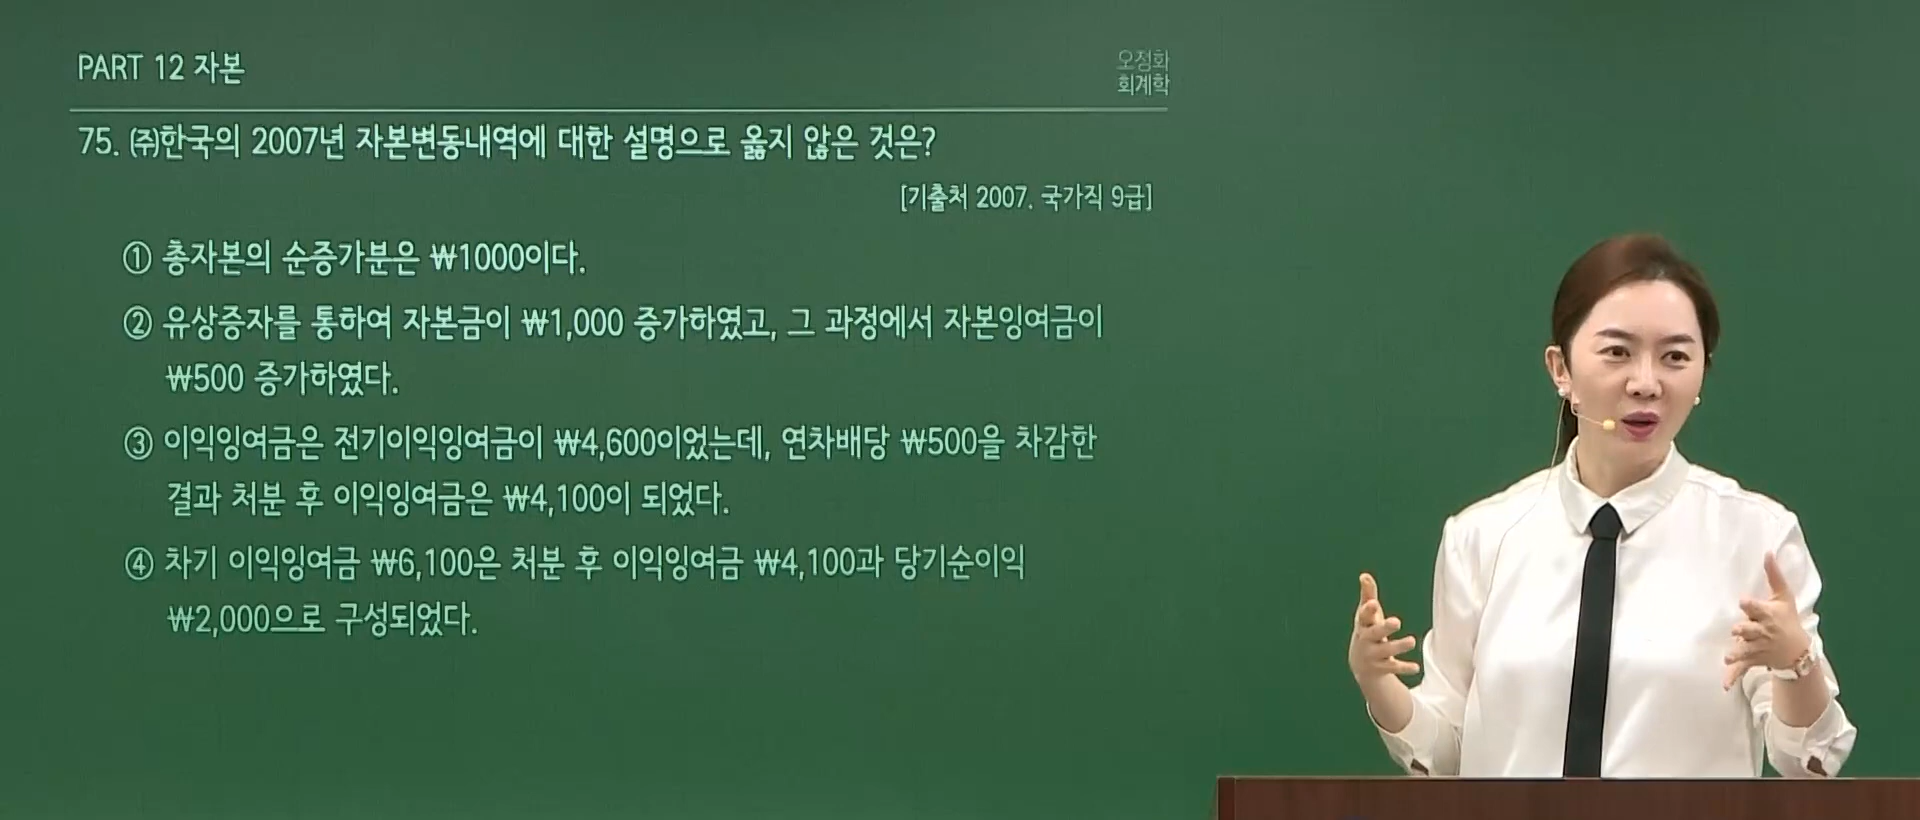 PART 12 자본
오정화
회계학
75. ㈜한국의 2007년 자본변동내역에 대한 설명으로 옳지 않은 것은?
[기출처 2007. 국가직 9급]
① 총자본의 순증가분은 ₩1000이다.
② 유상증자를 통하여 자본금이 ₩1,000 증가하였고, 그 과정에서 자본잉여금이
₩500 증가하였다.
③ 이익잉여금은 전기이익잉여금이 ₩4,600이었는데, 연차배당 ₩500을 차감한
결과 처분 후 이익잉여금은 ₩4,100이 되었다.
④ 차기 이익잉여금 ₩6,100은 처분 후 이익잉여금 ₩4,100과 당기순이익
₩2,000으로 구성되었다.